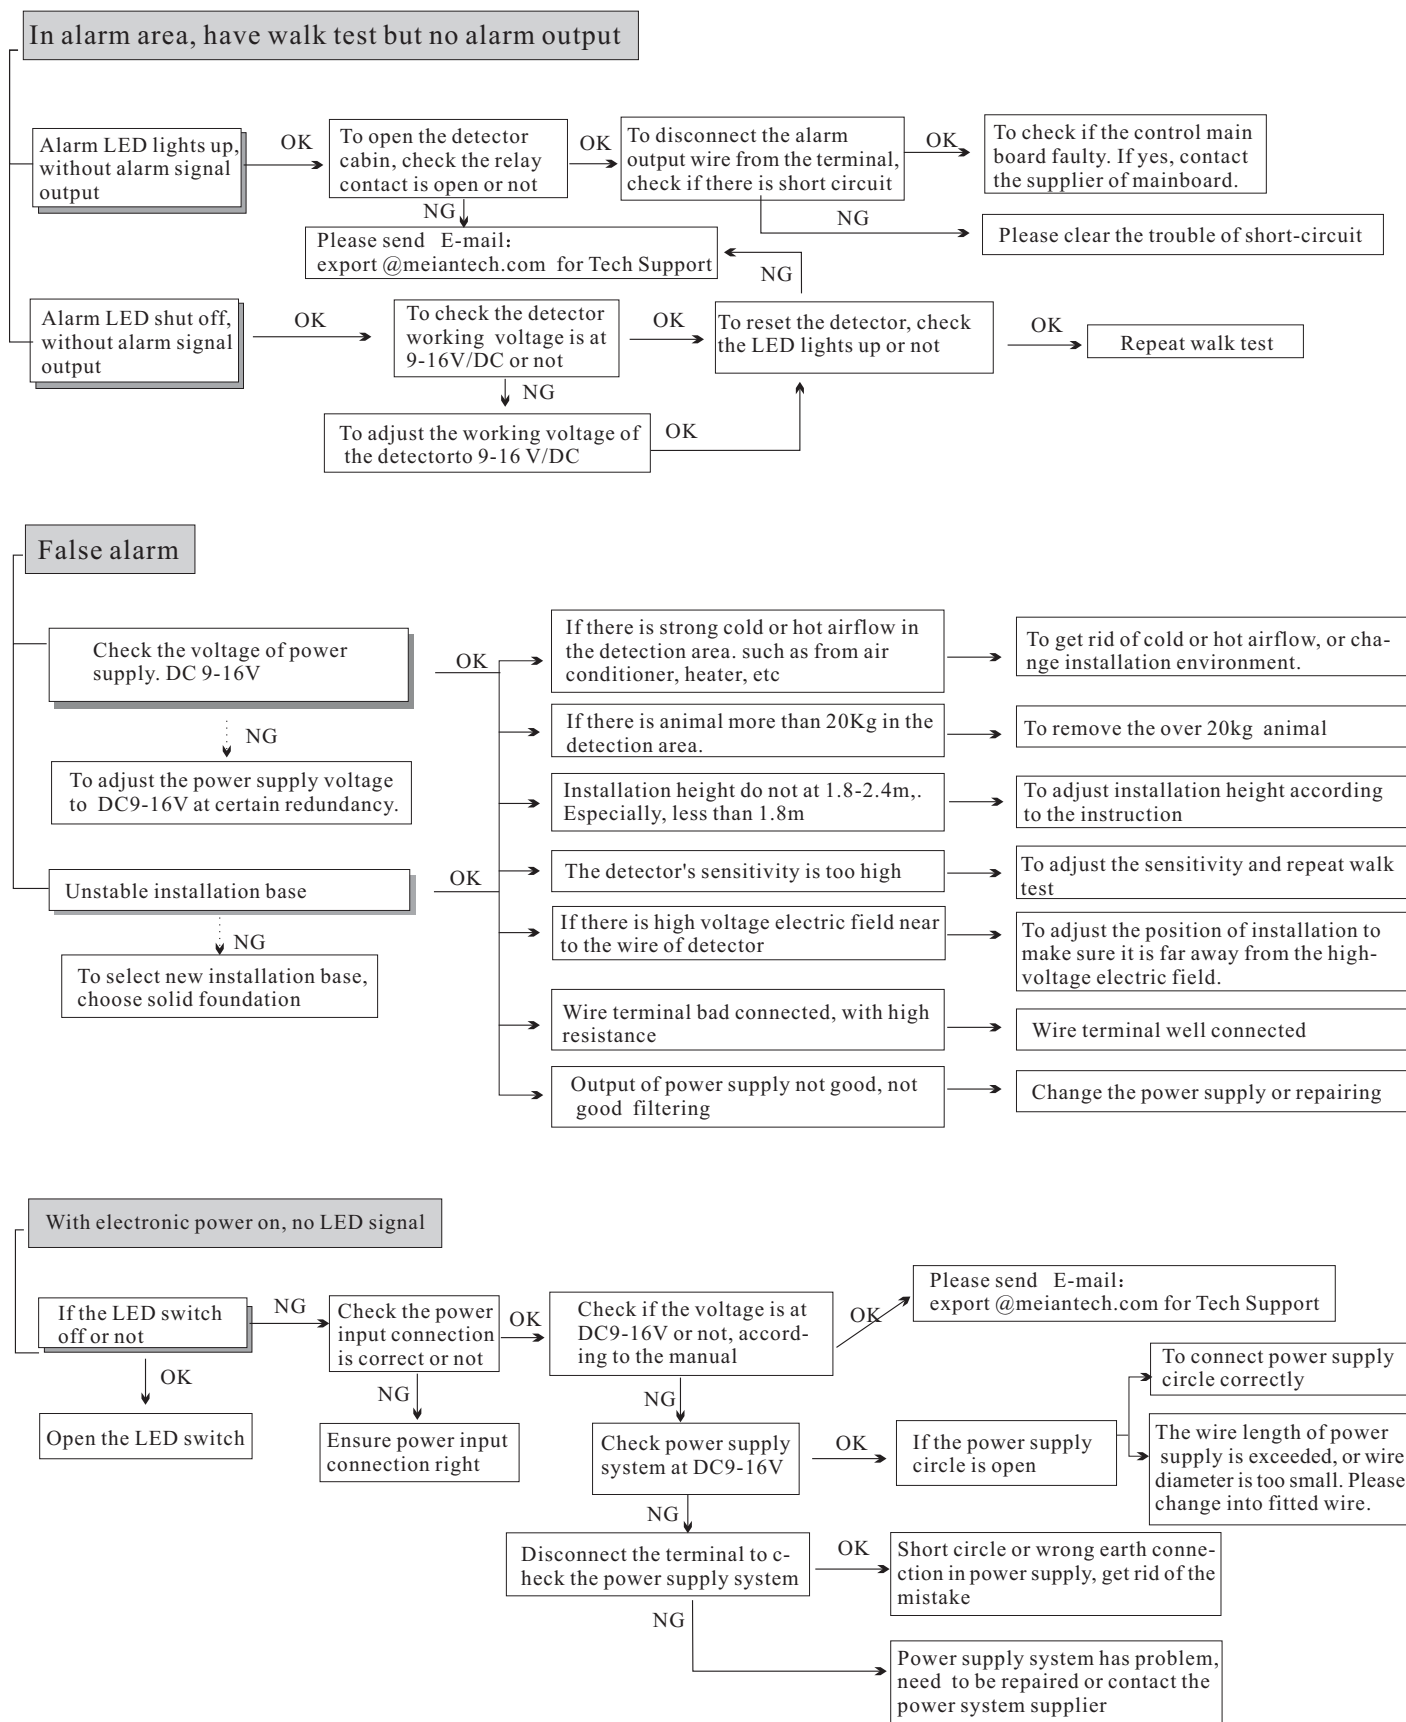 In alarm area, have walk test but no alarm output
Alarm LED lights up,
without alarm signal
output
OK
To open the detector
cabin, check the relay
contact is open or not
OK
To disconnect the alarm
output wire from the terminal,
check if there is short circuit
OK
To check if the control main
board faulty. If yes, contact
the supplier of mainboard.
NG
NG
Please clear the trouble of short-circuit
Please send E-mail:
export @meiantech.com for Tech Support
NG
Alarm LED shut off,
without alarm signal
output
OK
To check the detector
working voltage is at
9-16V/DC or not
OK
To reset the detector, check
the LED lights up or not
OK
Repeat walk test
NG
To adjust the working voltage of
the detectorto 9-16 V/DC
OK
False alarm
Check the voltage of power
supply. DC 9-16V
OK
NG
To adjust the power supply voltage
to DC9-16V at certain redundancy.
Unstable installation base
OK
NG
To select new installation base,
choose solid foundation
If there is strong cold or hot airflow in
the detection area. such as from air
conditioner, heater, etc
To get rid of cold or hot airflow, or cha-
nge installation environment.
If there is animal more than 20Kg in the
detection area.
To remove the over 20kg animal
Installation height do not at 1.8-2.4m,.
Especially, less than 1.8m
To adjust installation height according
to the instruction
The detector's sensitivity is too high
To adjust the sensitivity and repeat walk
test
If there is high voltage electric field near
to the wire of detector
To adjust the position of installation to
make sure it is far away from the high-
voltage electric field.
Wire terminal bad connected, with high
resistance
Wire terminal well connected
Output of power supply not good, not
good filtering
Change the power supply or repairing
With electronic power on, no LED signal
If the LED switch
off or not
NG
OK
Open the LED switch
Check the power
input connection
is correct or not
OK
NG
Ensure power input
connection right
Check if the voltage is at
DC9-16V or not, accord-
ing to the manual
OK
Please send E-mail:
export @meiantech.com for Tech Support
NG
Check power supply
system at DC9-16V
OK
If the power supply
circle is open
To connect power supply
circle correctly
The wire length of power
supply is exceeded, or wire
diameter is too small. Please
change into fitted wire.
NG
Disconnect the terminal to c-
heck the power supply system
OK
Short circle or wrong earth conne-
ction in power supply, get rid of the
mistake
NG
Power supply system has problem,
need to be repaired or contact the
power system supplier